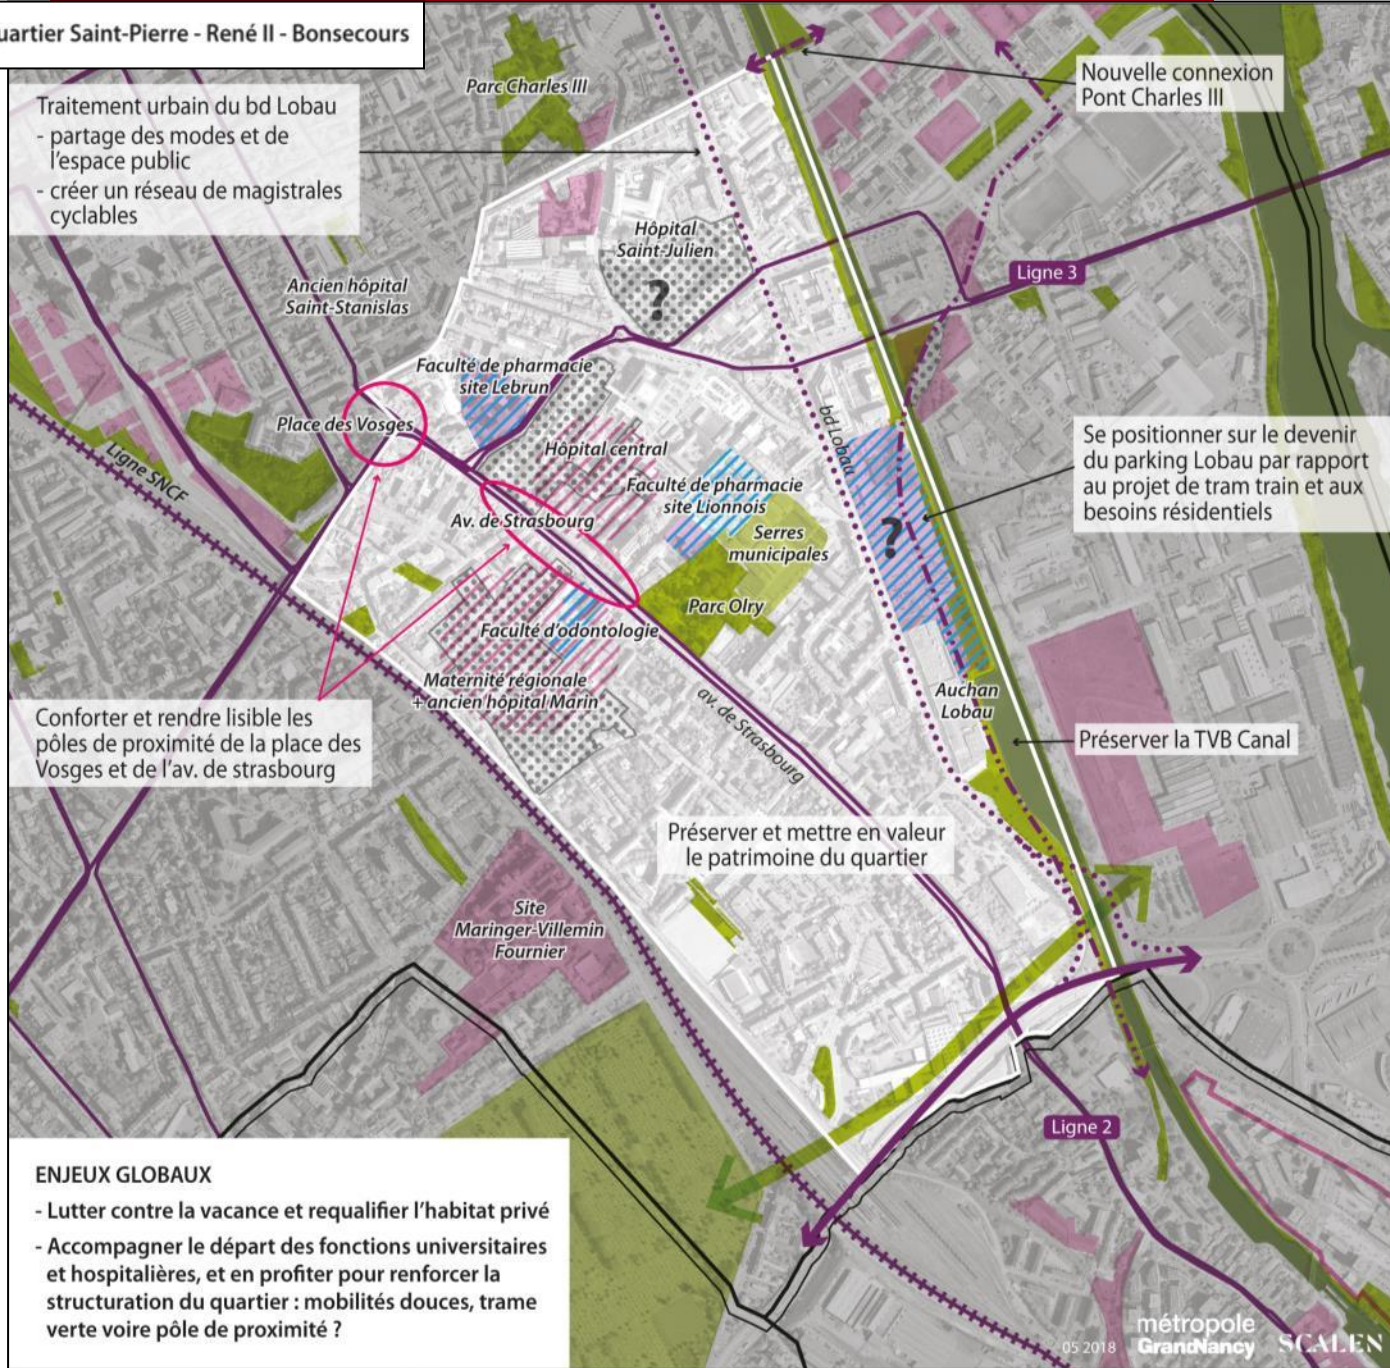 uartier Saint-Pierre - René II - Bonsecours
Parc Charles III
Nouvelle connexion
Pont Charles III
Traitement urbain du bd Lobau
- partage des modes et de
l'espace public
- créer un réseau de magistrales
cyclables
Hôpital
Saint-Julien
?
Ligne 3
Ancien hôpital
Saint-Stanislas
Faculté de pharmacie
site Lebrun
Place des Vosges
bd Lobau
Ligne SNCF
Hôpital central
Se positionner sur le devenir
du parking Lobau par rapport
au projet de tram train et aux
besoins résidentiels
Faculté de pharmacie
site Lionnois
Av. de Strasbourg
Serres
municipales
?
Parc Olry
Faculté d'odontologie
Maternité régionale
+ ancien hôpital Marin
Auchan
Lobau
av. de Strasbourg
Conforter et rendre lisible les
pôles de proximité de la place des
Vosges et de l'av. de strasbourg
Préserver la TVB Canal
Préserver et mettre en valeur
le patrimoine du quartier
Site
Maringer-Villemin
Fournier
Ligne 2
ENJEUX GLOBAUX
- Lutter contre la vacance et requalifier l'habitat privé
- Accompagner le départ des fonctions universitaires
et hospitalières, et en profiter pour renforcer la
structuration du quartier : mobilités douces, trame
verte voire pôle de proximité ?
05 2018
métropole
GrandNancy
SCALEN